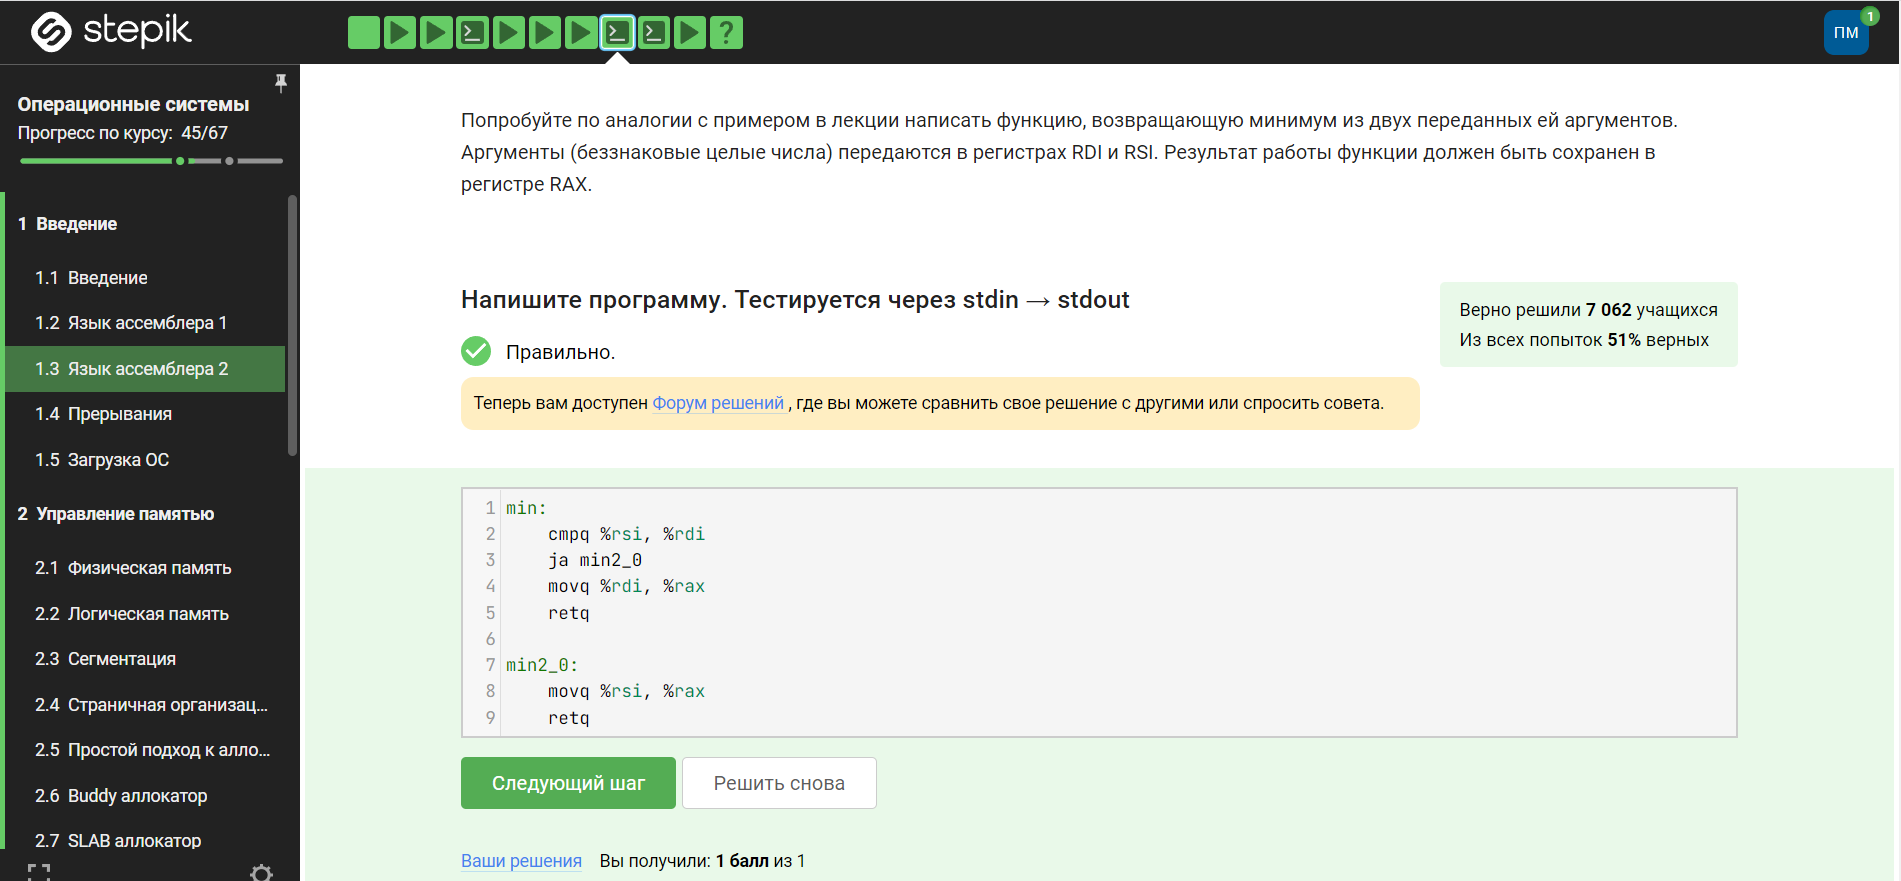 stepik
?
ПМ
1
Операционные системы
Прогресс по курсу: 45/67
1 Введение
1.1 Введение
1.2 Язык ассемблера 1
1.3 Язык ассемблера 2
1.4 Прерывания
1.5 Загрузка ОС
2 Управление памятью
2.1 Физическая память
2.2 Логическая память
2.3 Сегментация
2.4 Страничная организац...
2.5 Простой подход к алло...
2.6 Buddy аллокатор
2.7 SLAB аллокатор
Попробуйте по аналогии с примером в лекции написать функцию, возвращающую минимум из двух переданных ей аргументов.
Аргументы (беззнаковые целые числа) передаются в регистрах RDI и RSI. Результат работы функции должен быть сохранен в
регистре RAX.
Напишите программу. Тестируется через stdin → stdout
Верно решили 7 062 учащихся
Из всех попыток 51% верных
Правильно.
Теперь вам доступен Форум решений , где вы можете сравнить свое решение с другими или спросить совета.
1 min:
2     cmpq %rsi, %rdi
3     ja min2_0
4     movq %rdi, %rax
5     retq
6
7 min2_0:
8     movq %rsi, %rax
9     retq
Следующий шаг
Решить снова
Ваши решения Вы получили: 1 балл из 1